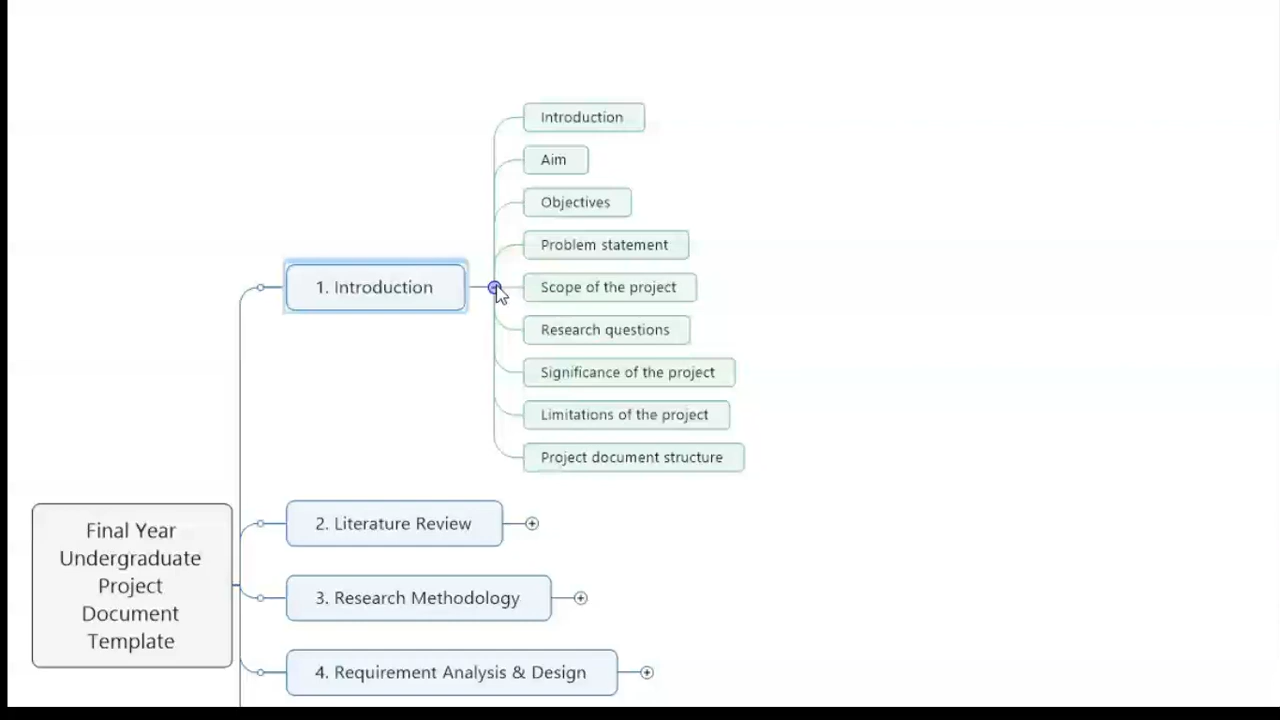 Introduction
Aim
Objectives
Problem statement
1. Introduction
Scope of the project
Research questions
Significance of the project
Limitations of the project
Project document structure
Final Year
Undergraduate
Project
Document
Template
2. Literature Review
3. Research Methodology
4. Requirement Analysis & Design